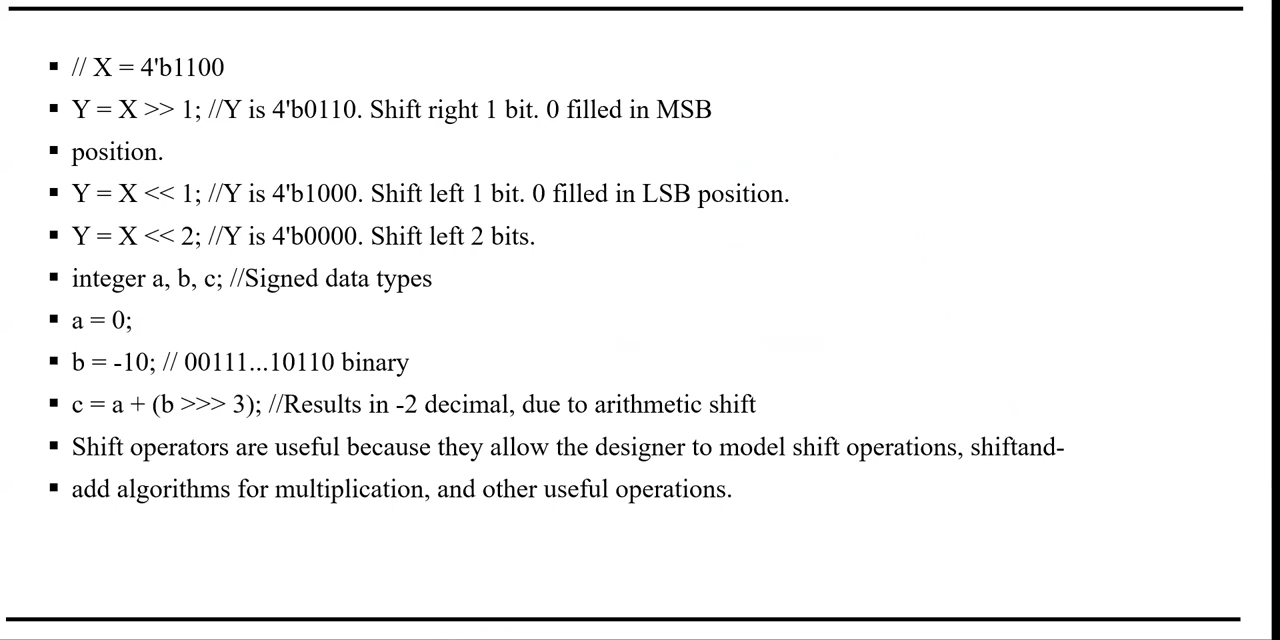 ▪ // X = 4'b1100
▪ Y = X >> 1; //Y is 4'b0110. Shift right 1 bit. 0 filled in MSB
▪ position.
▪ Y = X << 1; //Y is 4'b1000. Shift left 1 bit. 0 filled in LSB position.
▪ Y = X << 2; //Y is 4'b0000. Shift left 2 bits.
▪ integer a, b, c; //Signed data types
▪ a = 0;
▪ b = -10; // 00111...10110 binary
▪ c = a + (b >>> 3); //Results in -2 decimal, due to arithmetic shift
▪ Shift operators are useful because they allow the designer to model shift operations, shiftand-
▪ add algorithms for multiplication, and other useful operations.